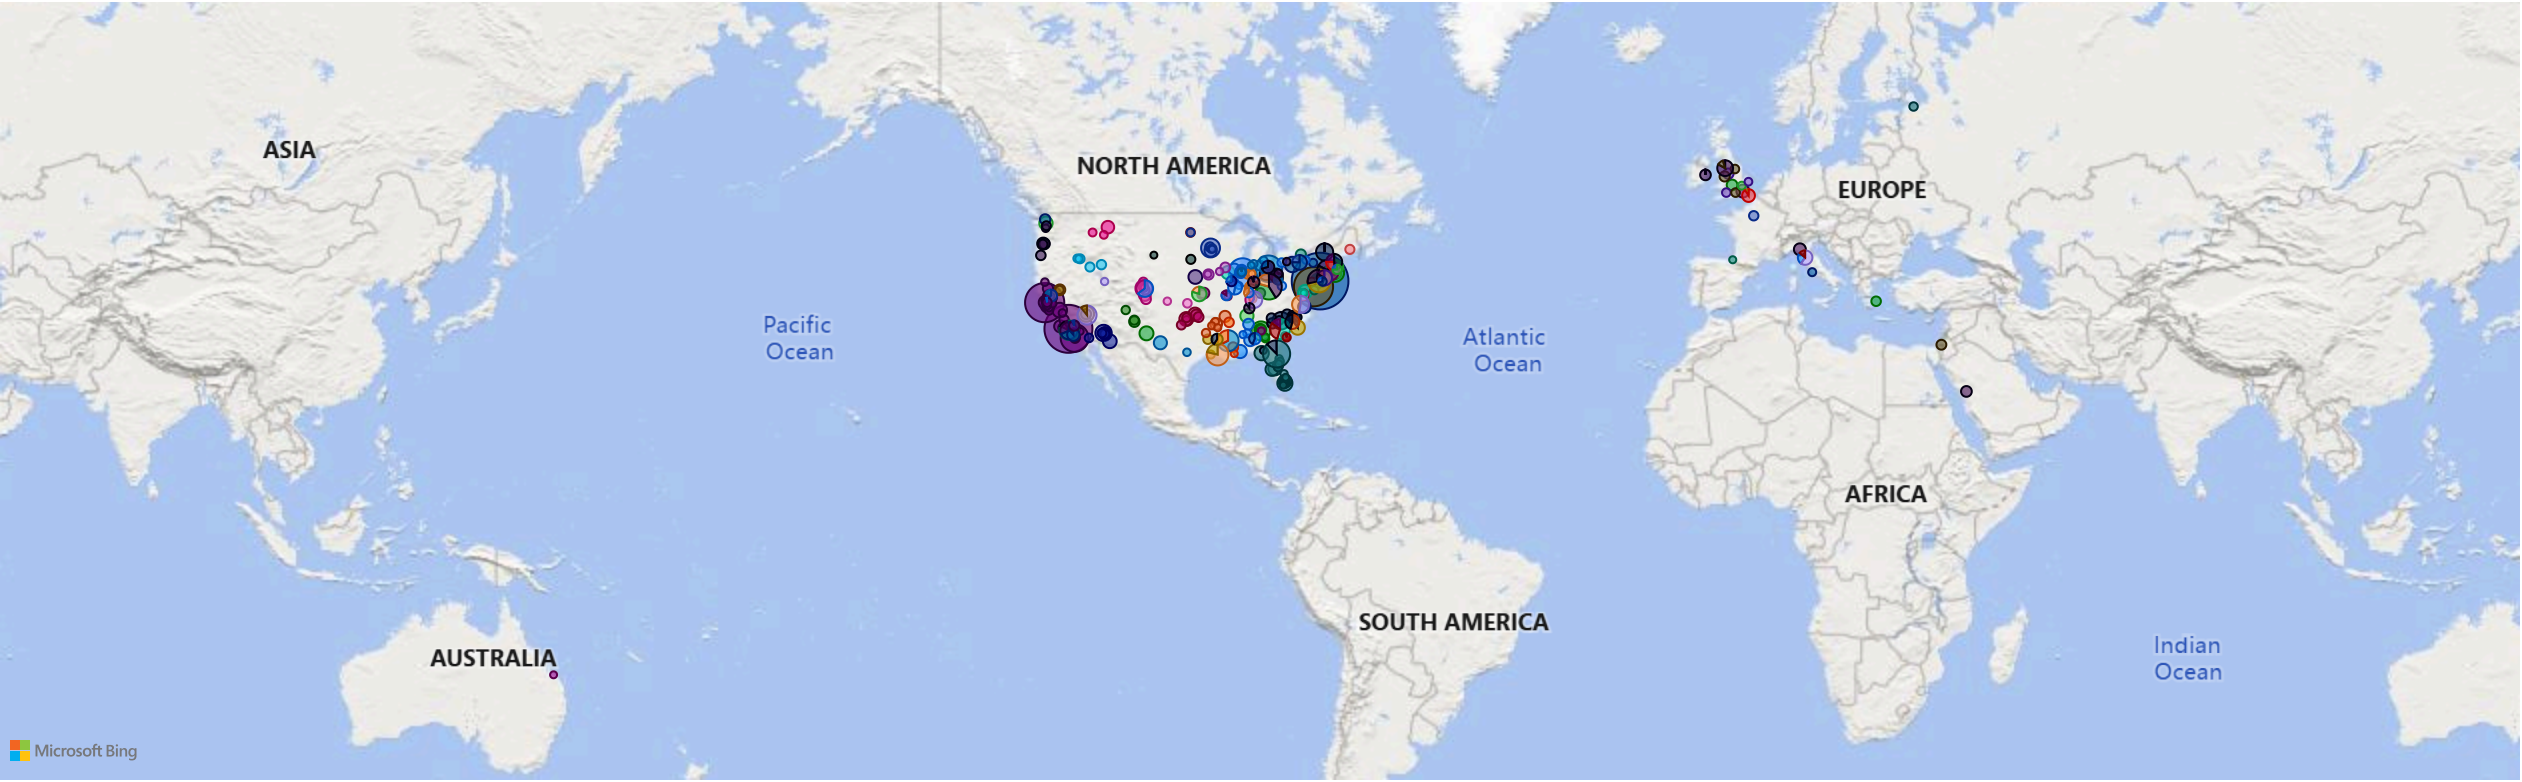 ASIA
NORTH AMERICA
EUROPE
Pacific
Ocean
Atlantic
Ocean
AFRICA
SOUTH AMERICA
AUSTRALIA
Indian
Ocean
Microsoft Bing